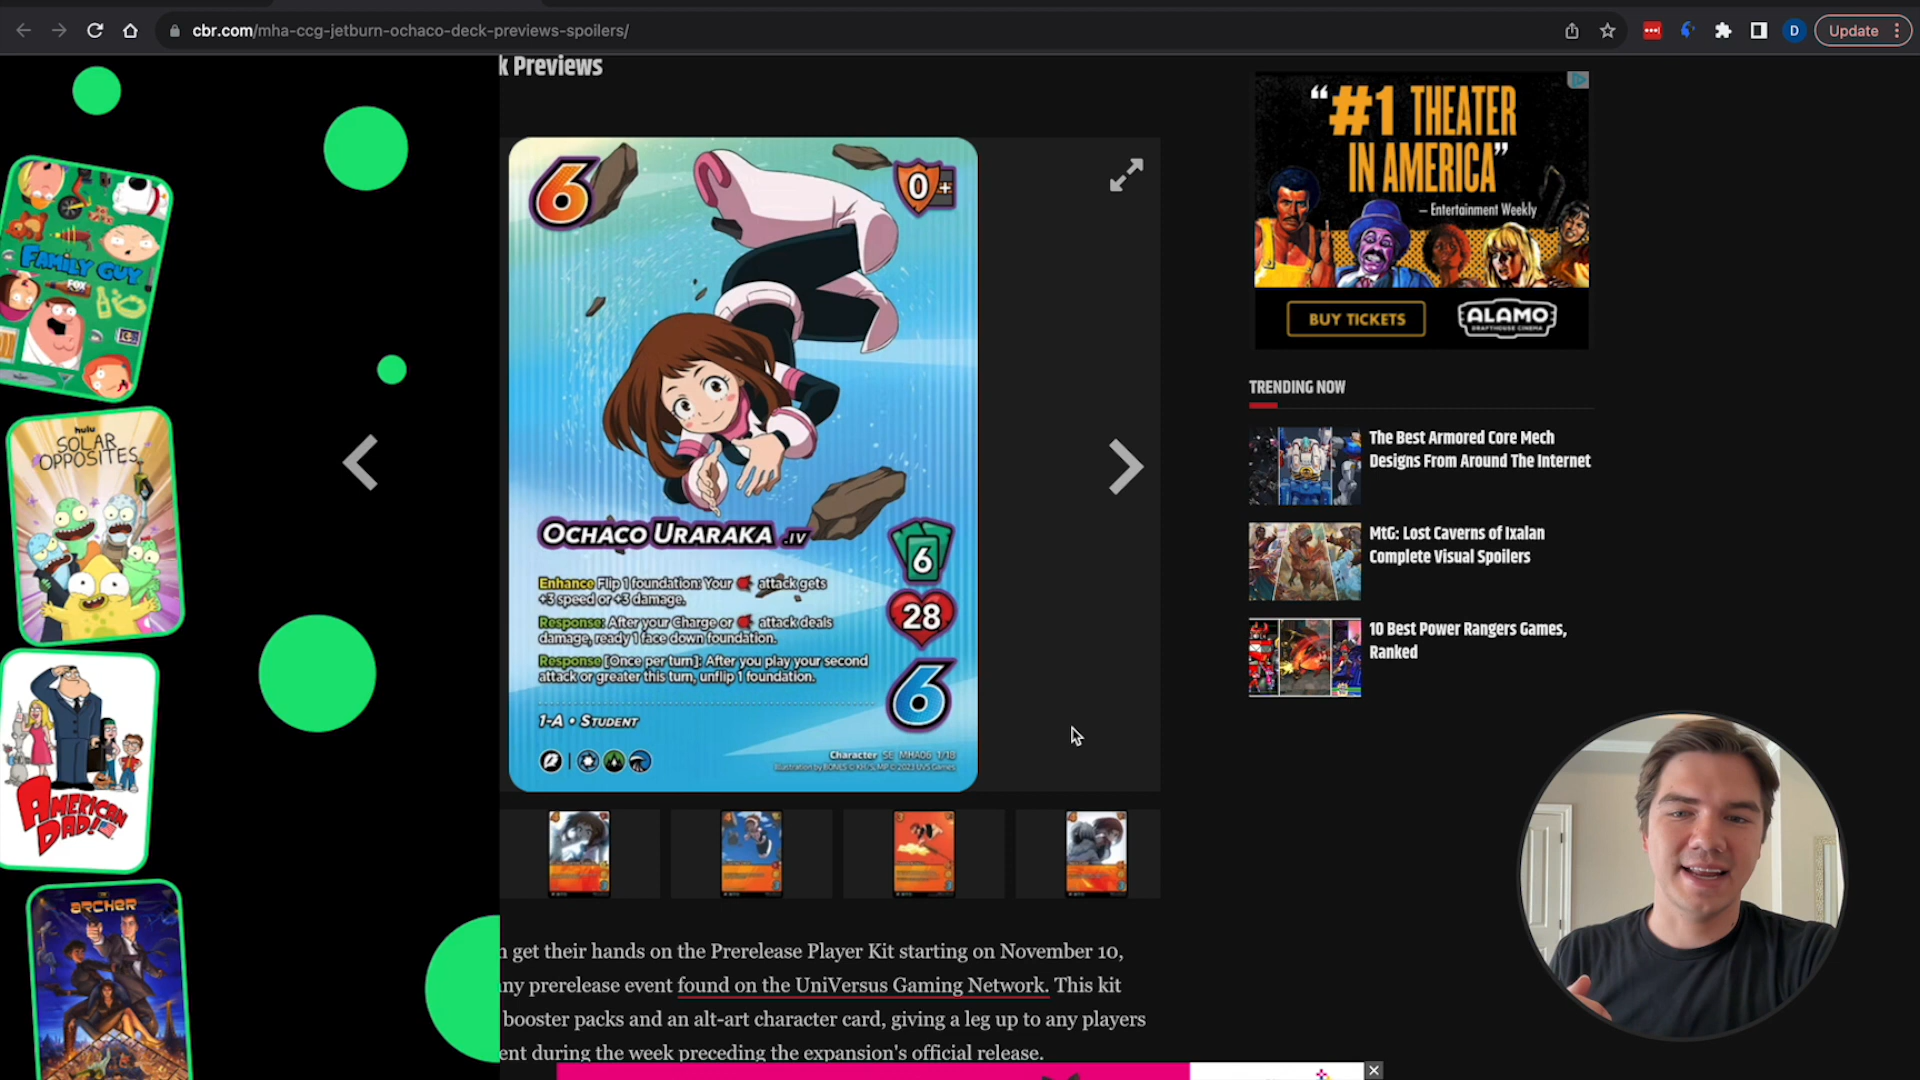 cbr.com/mha-ccg-jetburn-ochaco-deck-previews-spoilers/
D
Update
k Previews
6
0
+
OCHACO URARAKA .IV
Enhance Flip 1 foundation: Your attack gets
+3 speed or +3 damage.
Response: After your Charge or attack deals
damage, ready 1 face down foundation.
Response [Once per turn]: After you play your second
attack or greater this turn, unflip 1 foundation.
6
28
6
1-A • STUDENT
Character SE MHA06 1/18
FAMILY GUY
FOX
hulu
SOLAR
OPPOSITES
AMERICAN
DAD!
ARCHER
n get their hands on the Prerelease Player Kit starting on November 10,
ny prerelease event found on the UniVersus Gaming Network. This kit
booster packs and an alt-art character card, giving a leg up to any players
ent during the week preceding the expansion's official release.
"#1 THEATER
IN AMERICA"
– Entertainment Weekly
BUY TICKETS
ALAMO
DRAFTHOUSE CINEMA
TRENDING NOW
The Best Armored Core Mech
Designs From Around The Internet
MtG: Lost Caverns of Ixalan
Complete Visual Spoilers
10 Best Power Rangers Games,
Ranked